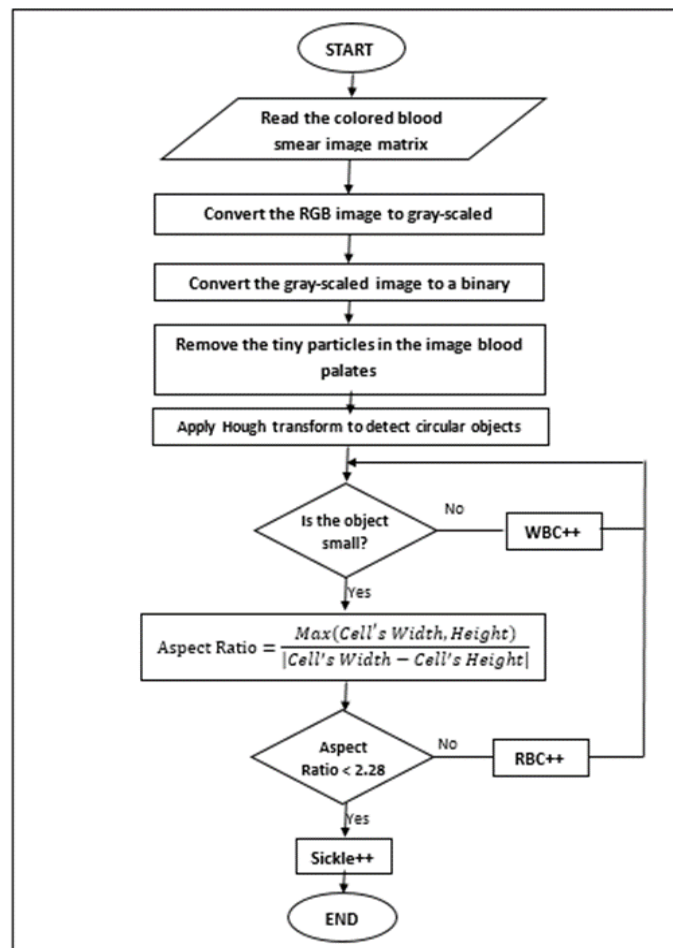 START
Read the colored blood
smear image matrix
Convert the RGB image to gray-scaled
Convert the gray-scaled image to a binary
Remove the tiny particles in the image blood
palates
Apply Hough transform to detect circular objects
Is the object
small?
No
WBC++
Yes
Aspect Ratio = Max(Cell's Width, Height) / |Cell's Width − Cell's Height|
Aspect
Ratio < 2.28
No
RBC++
Yes
Sickle++
END